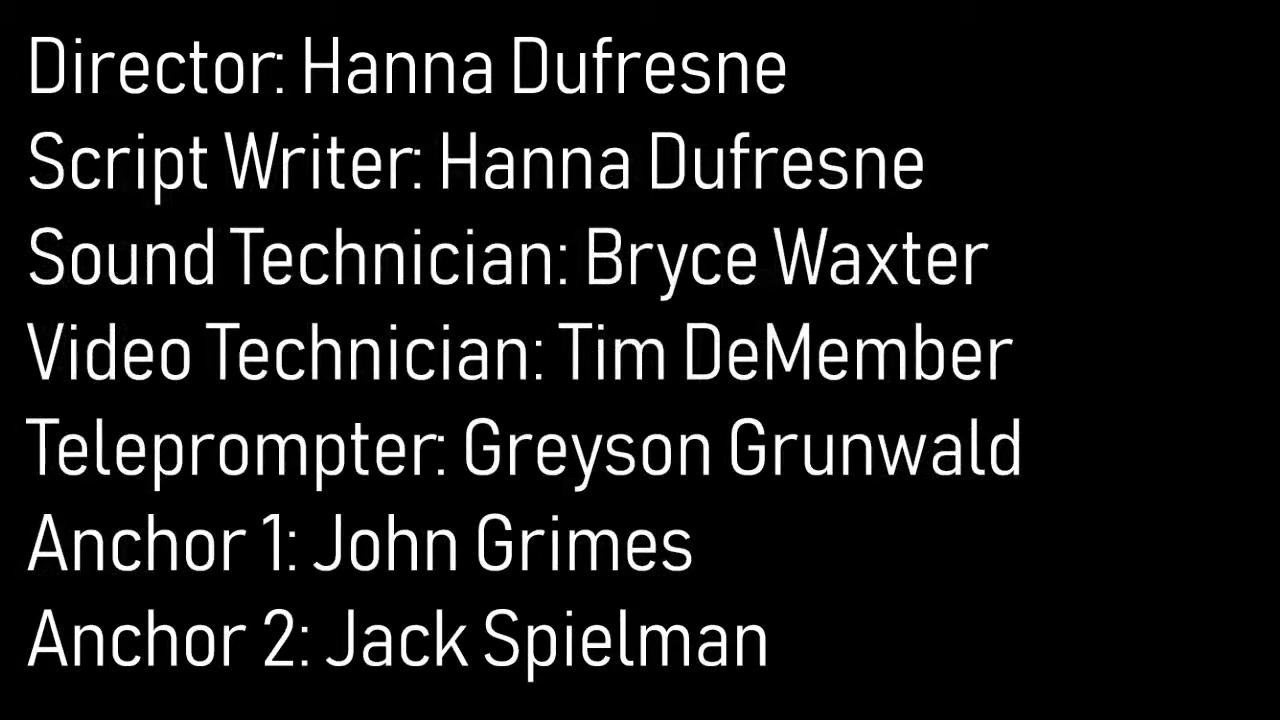 Director: Hanna Dufresne
Script Writer: Hanna Dufresne
Sound Technician: Bryce Waxter
Video Technician: Tim DeMember
Teleprompter: Greyson Grunwald
Anchor 1: John Grimes
Anchor 2: Jack Spielman